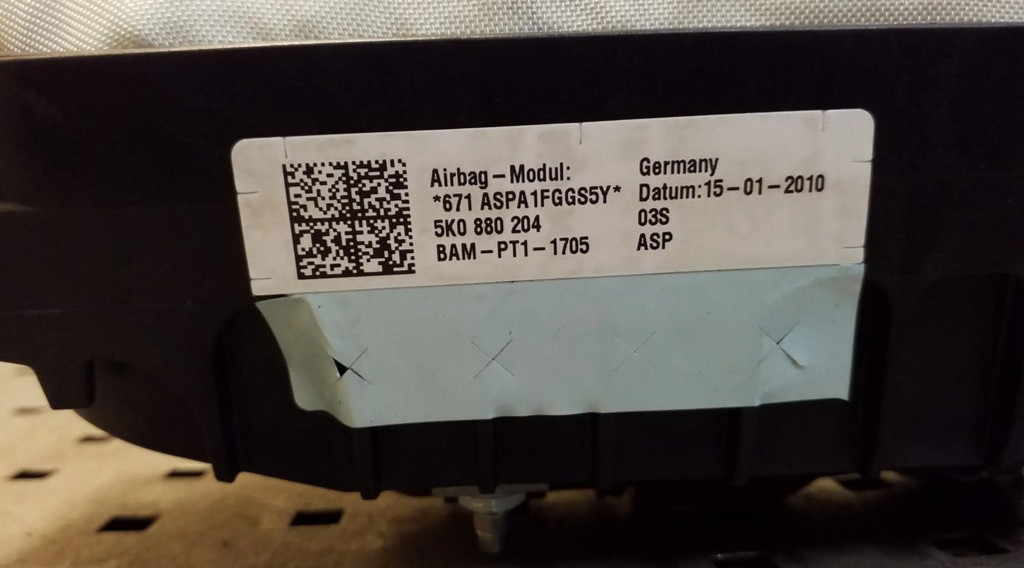 Airbag-Modul:
*671 ASPA1FGGS5Y*
5K0 880 204
BAM-PT1-1705
Germany
Datum:15-01-2010
03S
ASP